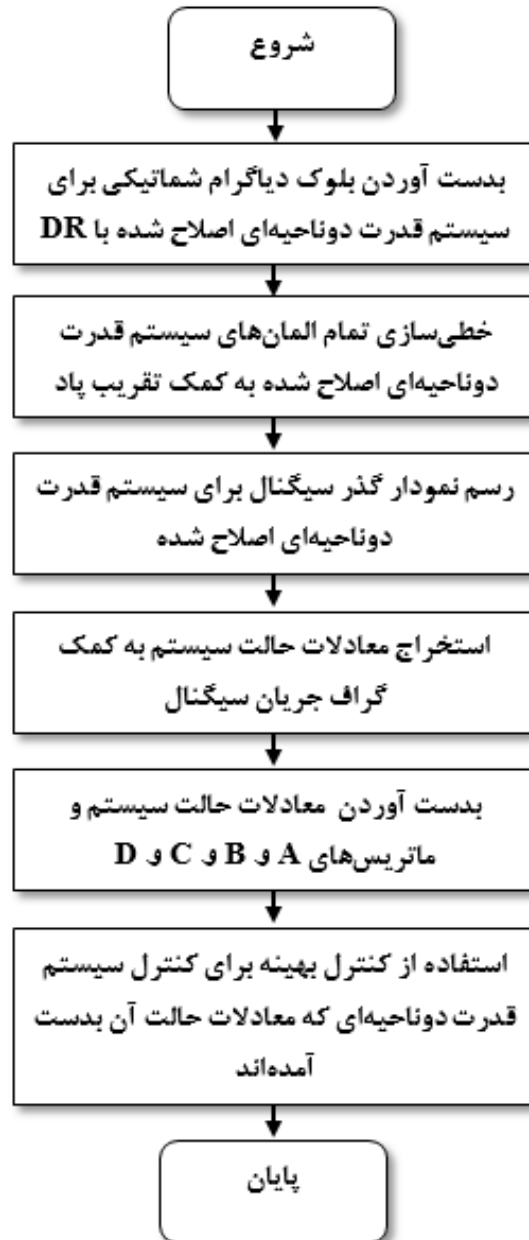 شروع
بدست آوردن بلوک دیاگرام شماتیکی برای
سیستم قدرت دوناحیه‌ای اصلاح شده با DR
خطی‌سازی تمام المان‌های سیستم قدرت
دوناحیه‌ای اصلاح شده به کمک تقریب پاد
رسم نمودار گذر سیگنال برای سیستم قدرت
دوناحیه‌ای اصلاح شده
استخراج معادلات حالت سیستم به کمک
گراف جریان سیگنال
بدست آوردن معادلات حالت سیستم و
ماتریس‌های A و B و C و D
استفاده از کنترل بهینه برای کنترل سیستم
قدرت دوناحیه‌ای که معادلات حالت آن بدست
آمده‌اند
پایان